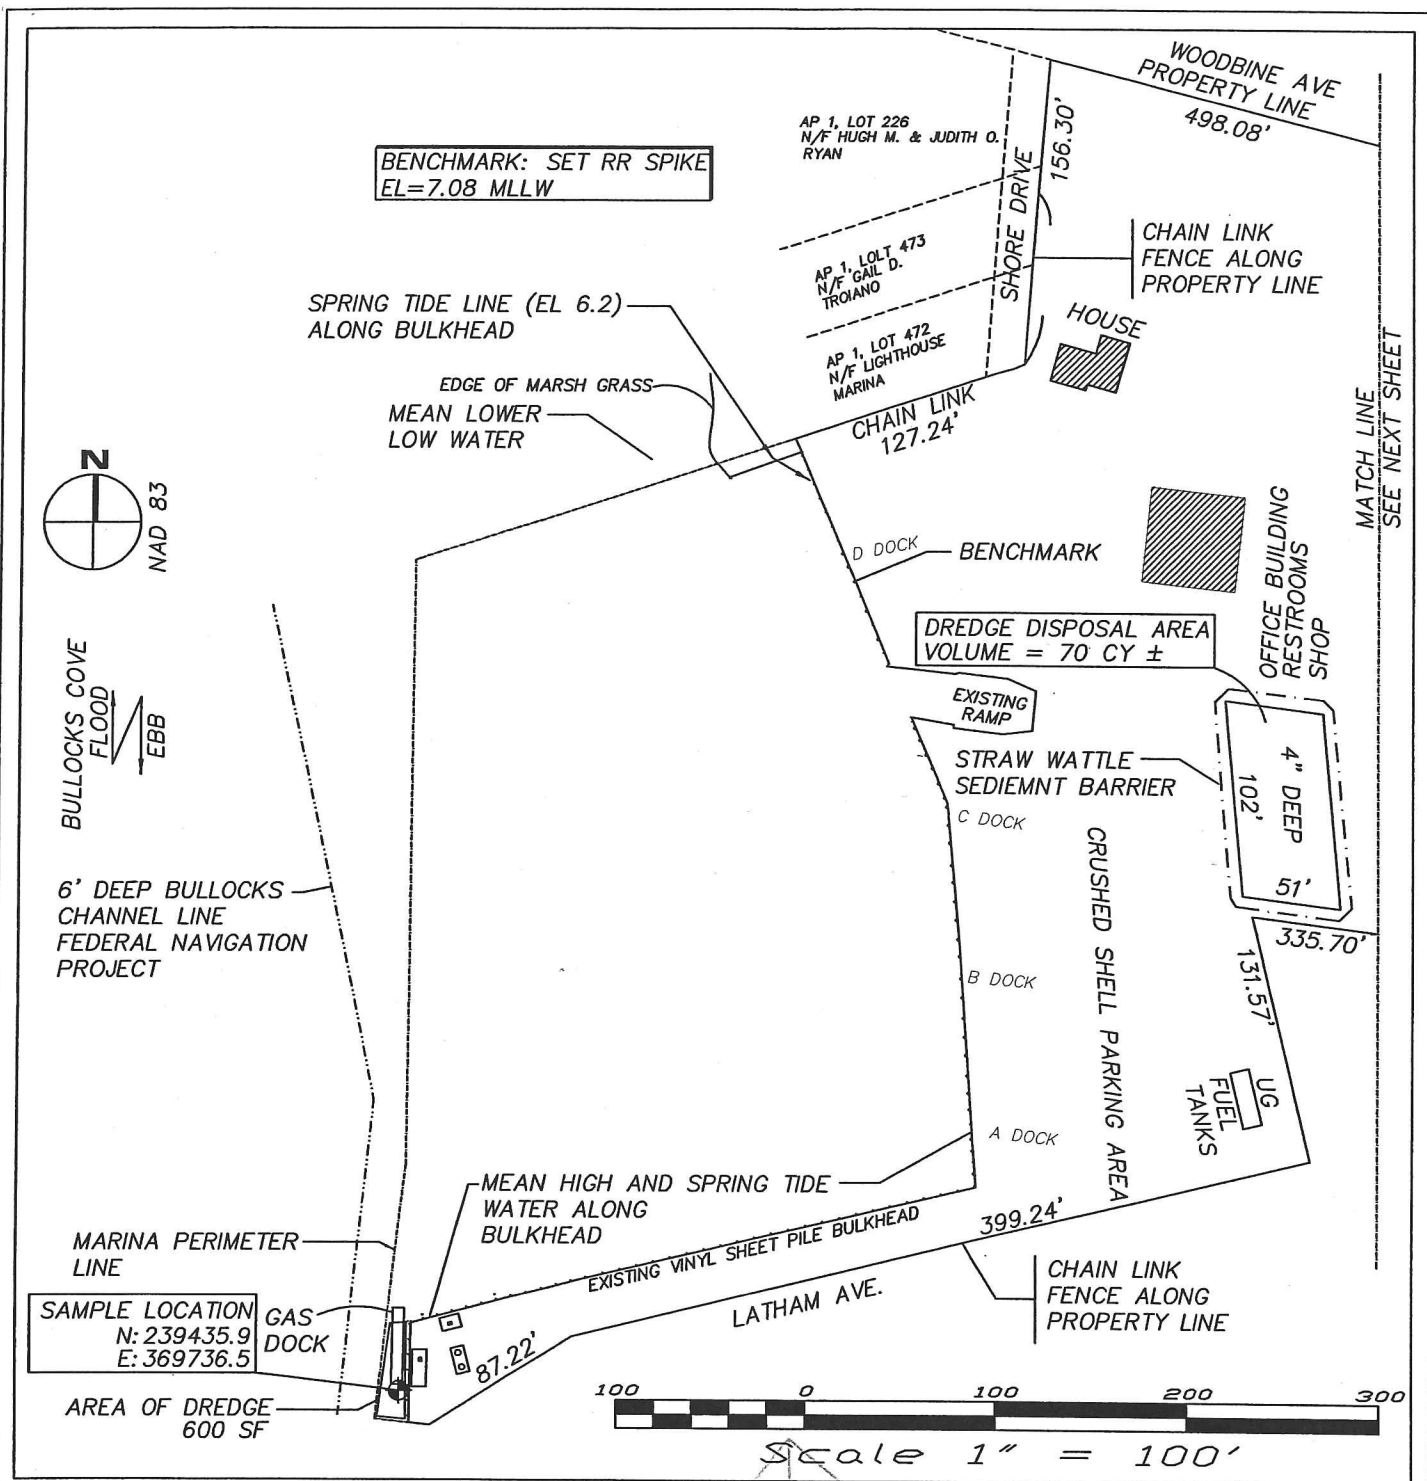 WOODBINE AVE
PROPERTY LINE
498.08'
AP 1, LOT 226
N/F HUGH M. & JUDITH O.
RYAN
156.30'
SHORE DRIVE
BENCHMARK: SET RR SPIKE
EL=7.08 MLLW
CHAIN LINK
FENCE ALONG
PROPERTY LINE
AP 1, LOLT 473
N/F GAIL D.
TROIANO
SPRING TIDE LINE (EL 6.2)
ALONG BULKHEAD
HOUSE
AP 1, LOT 472
N/F LIGHTHOUSE
MARINA
EDGE OF MARSH GRASS
MEAN LOWER
LOW WATER
CHAIN LINK
127.24'
MATCH LINE
SEE NEXT SHEET
N
NAD 83
D DOCK
BENCHMARK
OFFICE BUILDING
RESTROOMS
SHOP
DREDGE DISPOSAL AREA
VOLUME = 70 CY ±
BULLOCKS COVE
FLOOD
EBB
EXISTING
RAMP
STRAW WATTLE
SEDIEMNT BARRIER
4" DEEP
102'
51'
C DOCK
CRUSHED SHELL PARKING AREA
6' DEEP BULLOCKS
CHANNEL LINE
FEDERAL NAVIGATION
PROJECT
335.70'
131.57'
B DOCK
UG
FUEL
TANKS
A DOCK
MEAN HIGH AND SPRING TIDE
WATER ALONG
BULKHEAD
399.24'
EXISTING VINYL SHEET PILE BULKHEAD
MARINA PERIMETER
LINE
LATHAM AVE.
CHAIN LINK
FENCE ALONG
PROPERTY LINE
SAMPLE LOCATION
N: 239435.9
E: 369736.5
GAS
DOCK
87.22'
AREA OF DREDGE
600 SF
100 0 100 200 300
Scale 1" = 100'